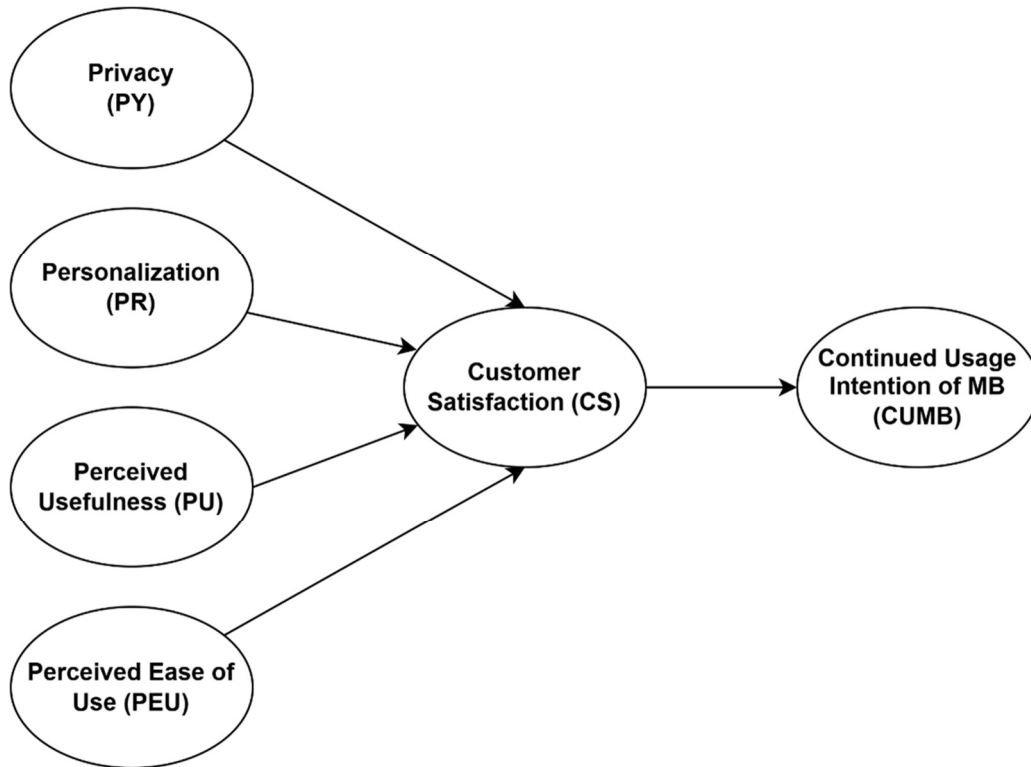 Privacy
(PY)
Personalization
(PR)
Perceived
Usefulness (PU)
Perceived Ease of
Use (PEU)
Customer
Satisfaction (CS)
Continued Usage
Intention of MB
(CUMB)